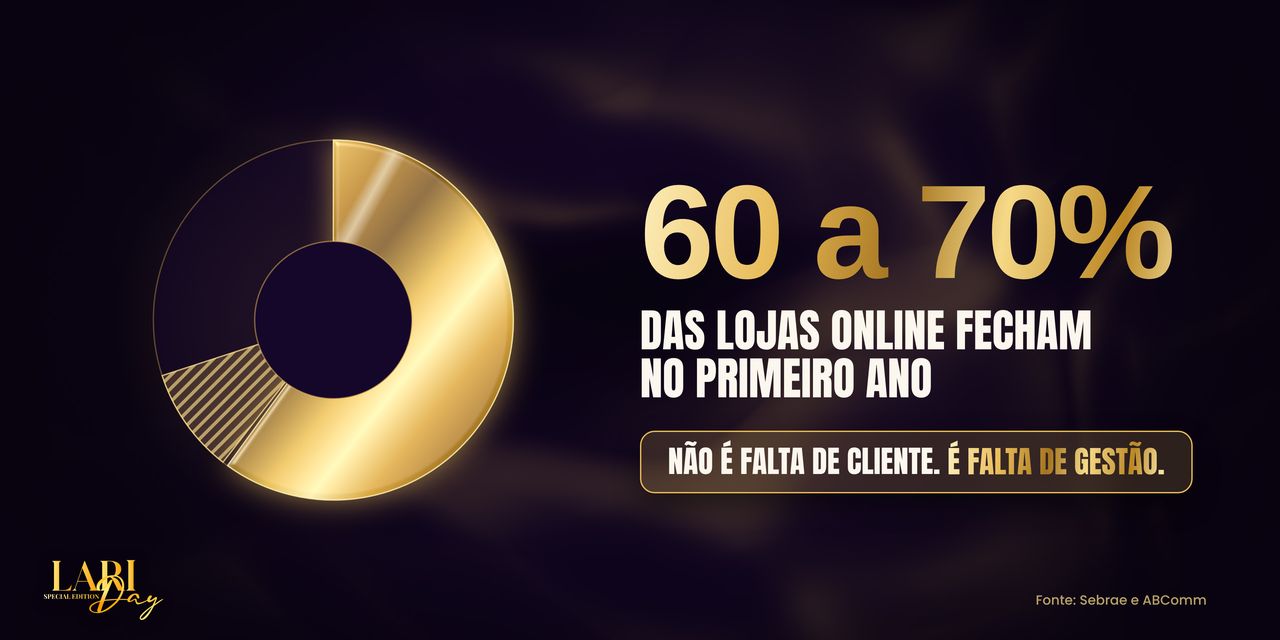 60 a 70%
DAS LOJAS ONLINE FECHAM
NO PRIMEIRO ANO
NÃO É FALTA DE CLIENTE. É FALTA DE GESTÃO.
LABI
SPECIAL EDITION Day
Fonte: Sebrae e ABComm